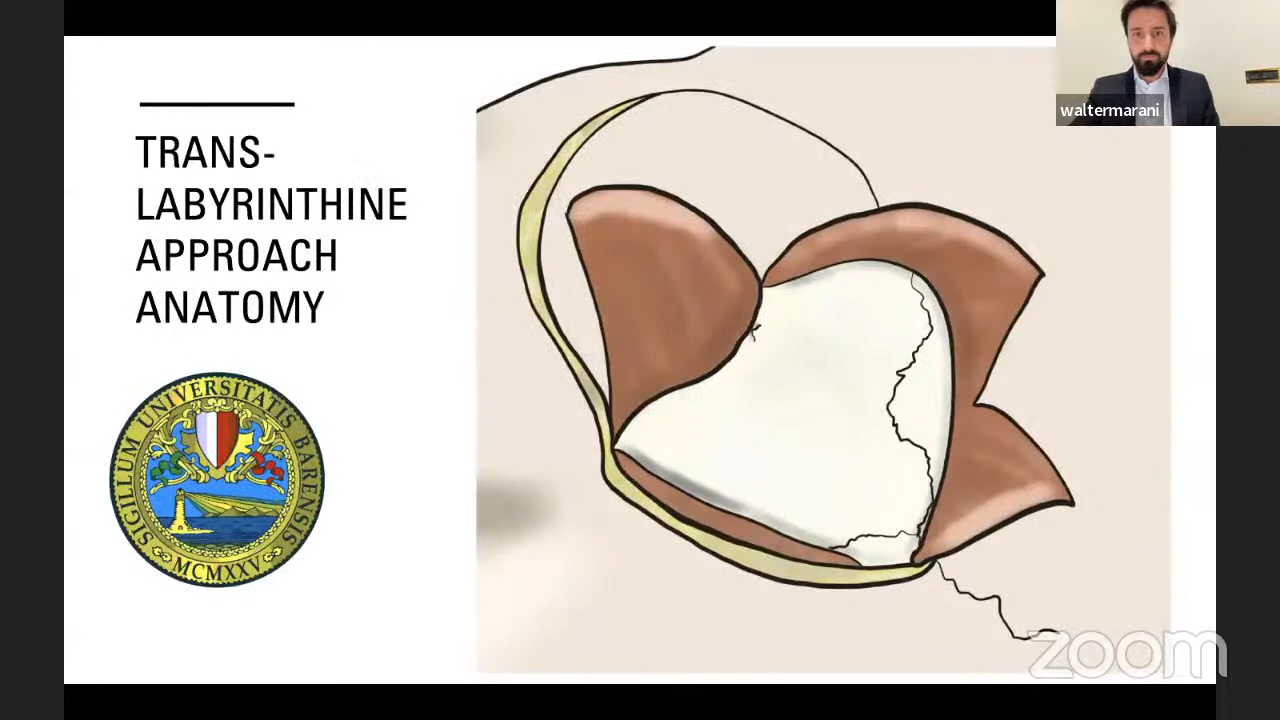 TRANS-
LABYRINTHINE
APPROACH
ANATOMY
SIGILLUM UNIVERSITATIS BARENSIS
MCMXXV
waltermarani
zoom